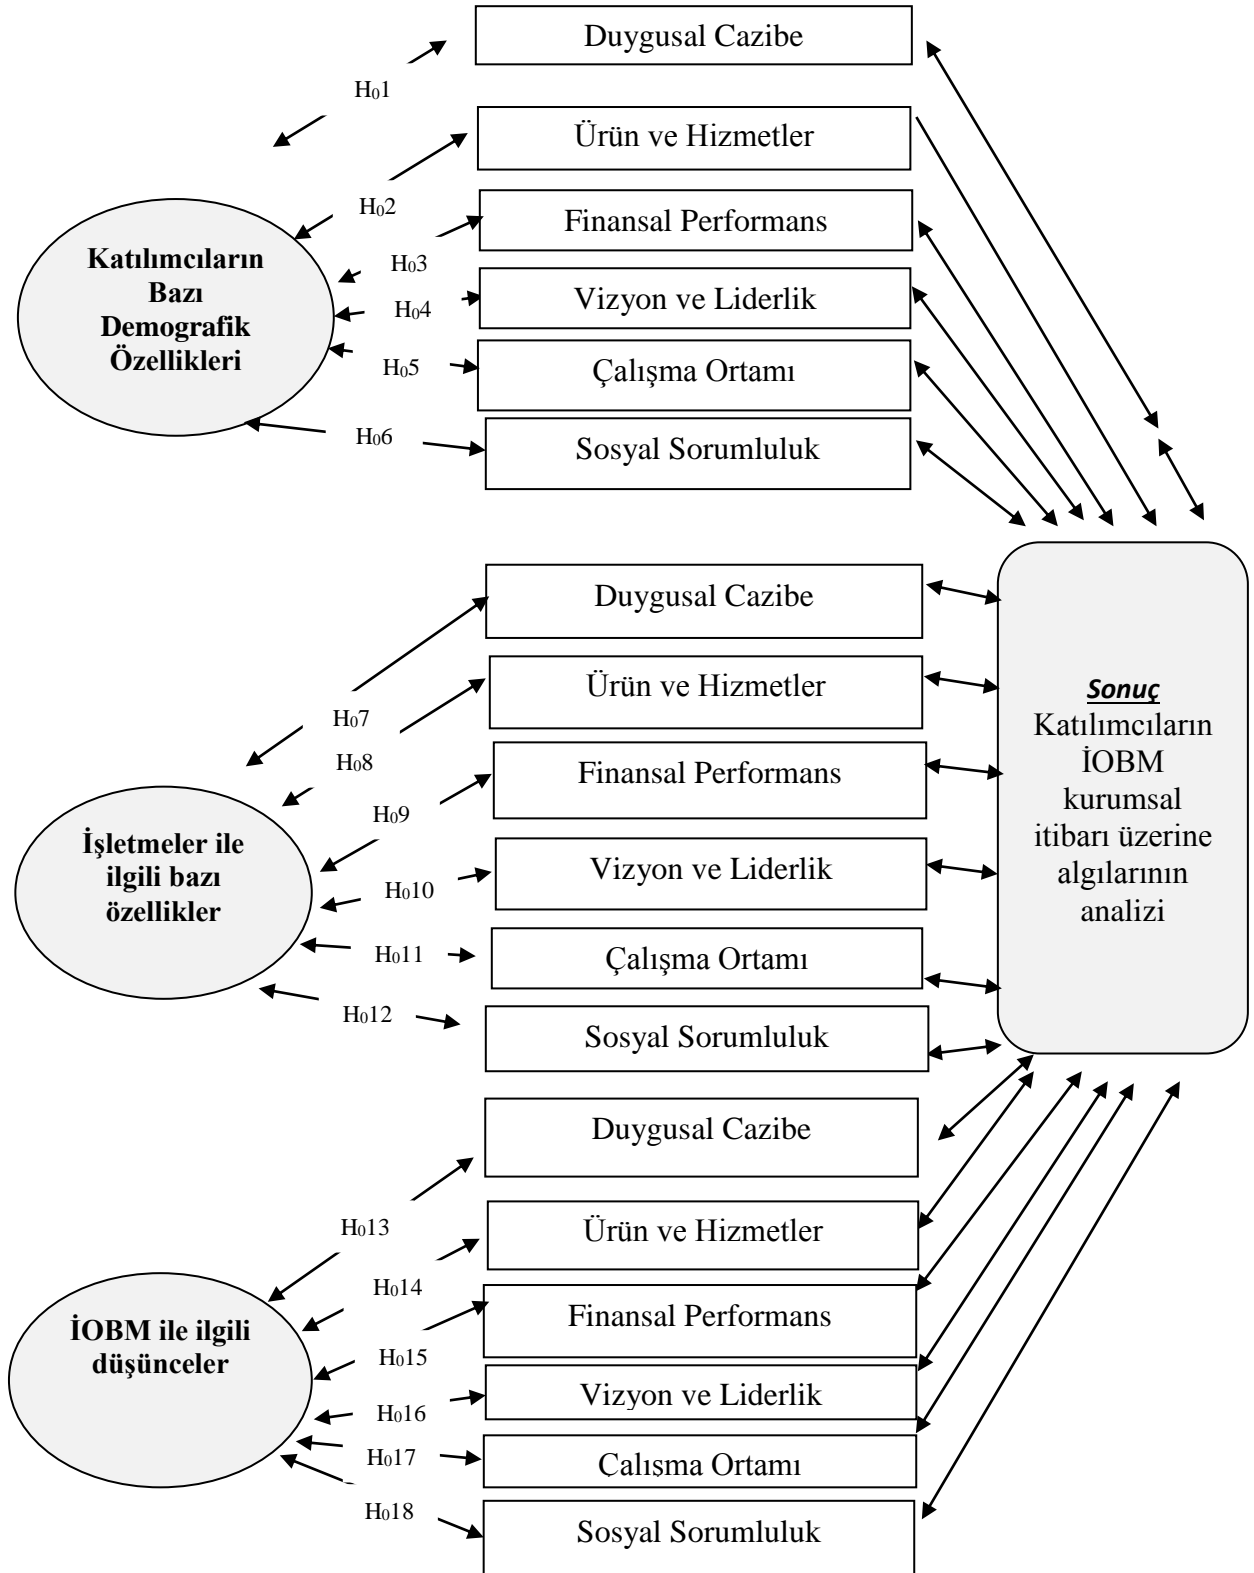 Duygusal Cazibe
H₀1
Ürün ve Hizmetler
H₀2
Finansal Performans
H₀3
Katılımcıların
Bazı
Demografik
Özellikleri
Vizyon ve Liderlik
H₀4
Çalışma Ortamı
H₀5
Sosyal Sorumluluk
H₀6
Duygusal Cazibe
H₀7
Ürün ve Hizmetler
H₀8
Finansal Performans
H₀9
İşletmeler ile
ilgili bazı
özellikler
Vizyon ve Liderlik
H₀10
Çalışma Ortamı
H₀11
Sosyal Sorumluluk
H₀12
Sonuç
Katılımcıların
İOBM
kurumsal
itibarı üzerine
algılarının
analizi
Duygusal Cazibe
H₀13
Ürün ve Hizmetler
H₀14
Finansal Performans
H₀15
İOBM ile ilgili
düşünceler
Vizyon ve Liderlik
H₀16
Çalışma Ortamı
H₀17
Sosyal Sorumluluk
H₀18